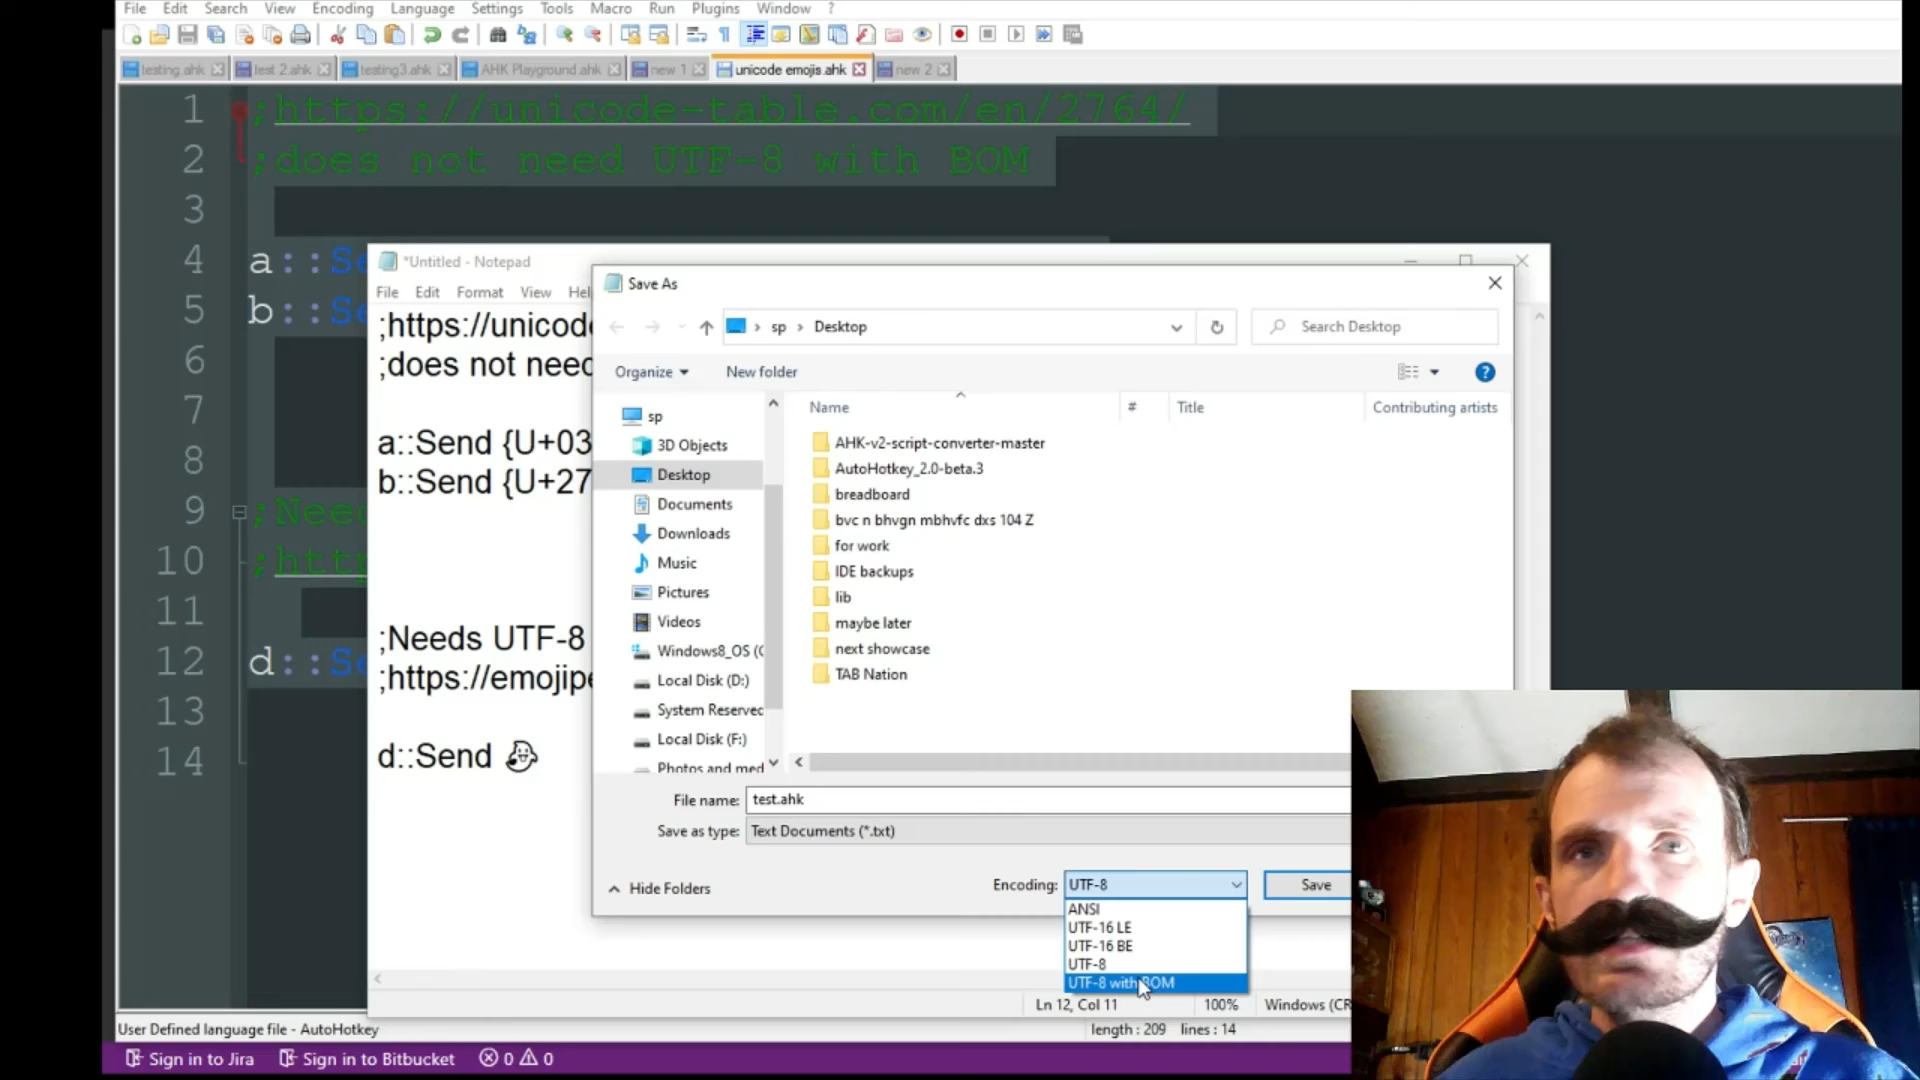 File Edit Search View Encoding Language Settings Tools Macro Run Plugins Window ?
testing.ahk test 2.ahk testing3.ahk AHK Playground.ahk new 1 unicode emojis.ahk new 2
1 ;https://unicode-table.com/en/2764/
2 ;does not need UTF-8 with BOM
3
4 a::Se
5 b::Se
6
7
8
9 ;Need
10 ;http
11
12 d::Se
13
14
*Untitled - Notepad
File Edit Format View Hel
;https://unicode
;does not need
a::Send {U+03
b::Send {U+27
;Needs UTF-8
;https://emojipe
d::Send
Save As
sp › Desktop
Search Desktop
Organize New folder
sp
3D Objects
Desktop
Documents
Downloads
Music
Pictures
Videos
Windows8_OS (C
Local Disk (D:)
System Reserved
Local Disk (F:)
Photos and med
Name # Title Contributing artists
AHK-v2-script-converter-master
AutoHotkey_2.0-beta.3
breadboard
bvc n bhvgn mbhvfc dxs 104 Z
for work
IDE backups
lib
maybe later
next showcase
TAB Nation
File name: test.ahk
Save as type: Text Documents (*.txt)
Hide Folders
Encoding: UTF-8
Save
ANSI
UTF-16 LE
UTF-16 BE
UTF-8
UTF-8 with BOM
Ln 12, Col 11 100% Windows (CR
User Defined language file - AutoHotkey length : 209 lines : 14
Sign in to Jira Sign in to Bitbucket 0 0